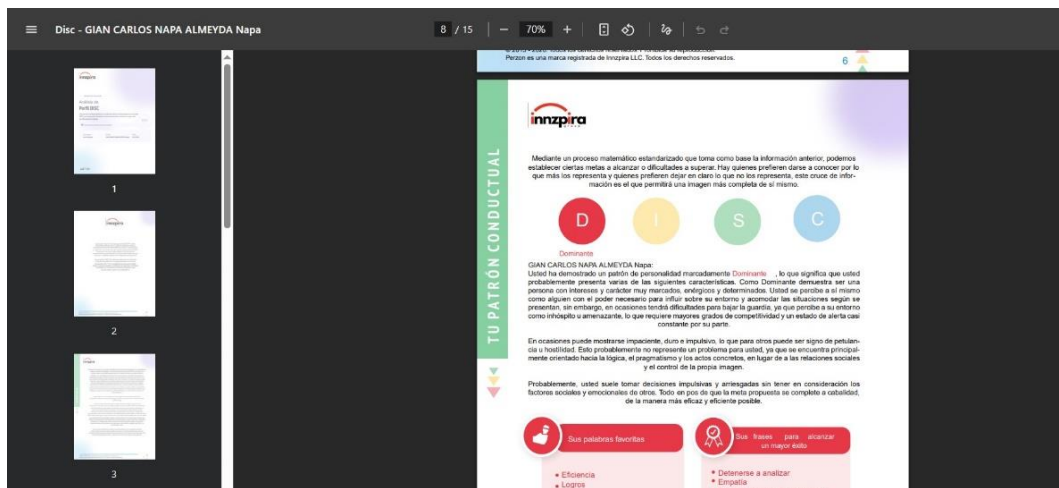 Disc - GIAN CARLOS NAPA ALMEYDA Napa
8 / 15
70%
innzpira
Análisis de
Perfil DISC
1
innzpira
2
3
Perzon es una marca registrada de Innzpira LLC. Todos los derechos reservados.
6
innzpira
TU PATRÓN CONDUCTUAL
Mediante un proceso matemático estandarizado que toma como base la información anterior, podemos
establecer ciertas metas a alcanzar o dificultades a superar. Hay quienes prefieren darse a conocer por lo
que más los representa y quienes prefieren dejar en claro lo que no los representa, este cruce de infor-
mación es el que permitirá una imagen más completa de sí mismo.
D I S C
Dominante
GIAN CARLOS NAPA ALMEYDA Napa:
Usted ha demostrado un patrón de personalidad marcadamente Dominante , lo que significa que usted
probablemente presenta varias de las siguientes características. Como Dominante demuestra ser una
persona con intereses y carácter muy marcados, enérgicos y determinados. Usted se percibe a sí mismo
como alguien con el poder necesario para influir sobre su entorno y acomodar las situaciones según se
presentan, sin embargo, en ocasiones tendrá dificultades para bajar la guardia, ya que percibe a su entorno
como inhóspito u amenazante, lo que requiere mayores grados de competitividad y un estado de alerta casi
constante por su parte.
En ocasiones puede mostrarse impaciente, duro e impulsivo, lo que para otros puede ser signo de petulan-
cia u hostilidad. Esto probablemente no represente un problema para usted, ya que se encuentra principal-
mente orientado hacia la lógica, el pragmatismo y los actos concretos, en lugar de a las relaciones sociales
y el control de la propia imagen.
Probablemente, usted suele tomar decisiones impulsivas y arriesgadas sin tener en consideración los
factores sociales y emocionales de otros. Todo en pos de que la meta propuesta se complete a cabalidad,
de la manera más eficaz y eficiente posible.
Sus palabras favoritas
Sus frases para alcanzar
un mayor éxito
• Eficiencia
• Logros
• Detenerse a analizar
• Empatía